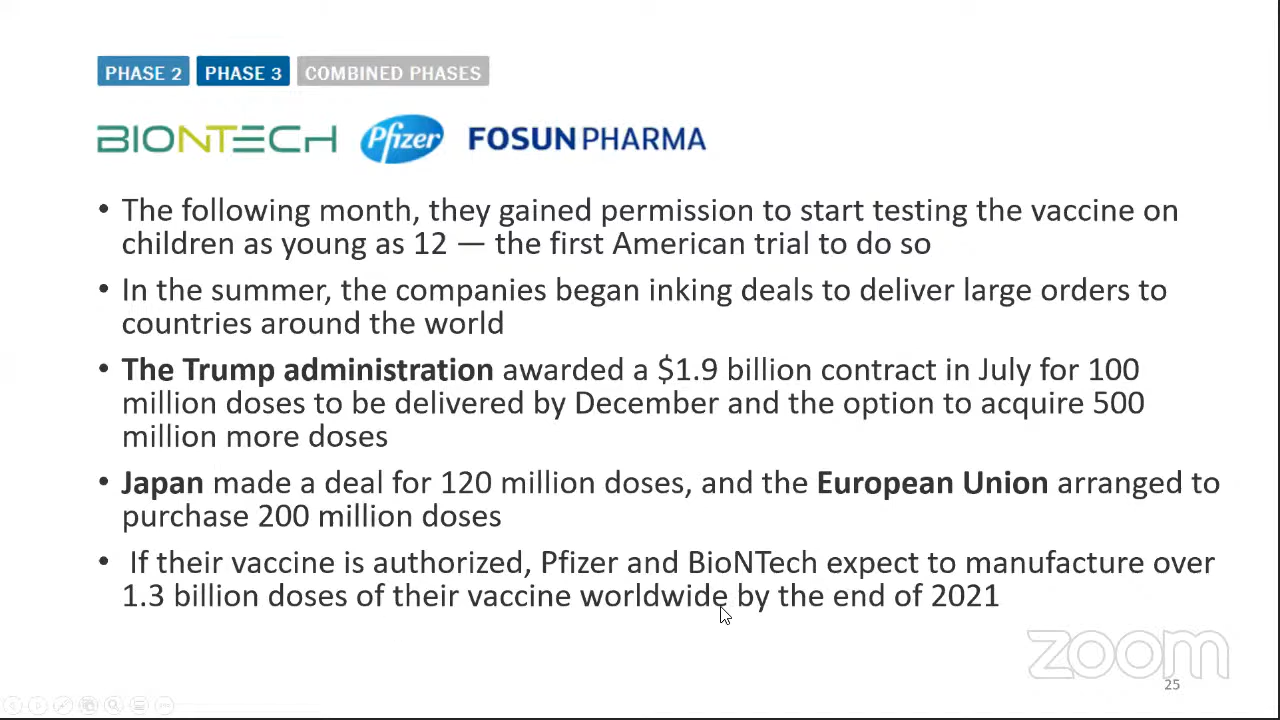 PHASE 2 PHASE 3 COMBINED PHASES
BIONTECH Pfizer FOSUN PHARMA
• The following month, they gained permission to start testing the vaccine on
children as young as 12 — the first American trial to do so
• In the summer, the companies began inking deals to deliver large orders to
countries around the world
• The Trump administration awarded a $1.9 billion contract in July for 100
million doses to be delivered by December and the option to acquire 500
million more doses
• Japan made a deal for 120 million doses, and the European Union arranged to
purchase 200 million doses
• If their vaccine is authorized, Pfizer and BioNTech expect to manufacture over
1.3 billion doses of their vaccine worldwide by the end of 2021
zoom
25